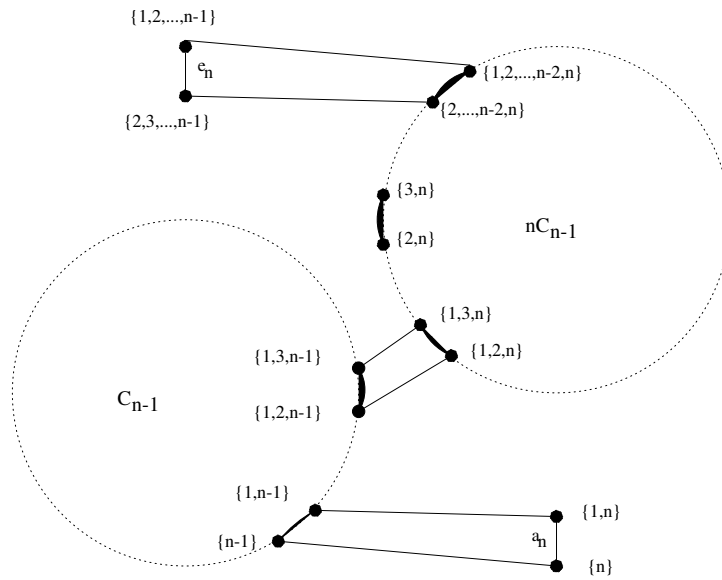 {1,2,...,n-1}
e_n
{1,2,...,n-2,n}
{2,...,n-2,n}
{2,3,...,n-1}
{3,n}
nC_{n-1}
{2,n}
{1,3,n}
{1,3,n-1}
{1,2,n}
C_{n-1}
{1,2,n-1}
{1,n-1}
{1,n}
a_n
{n-1}
{n}